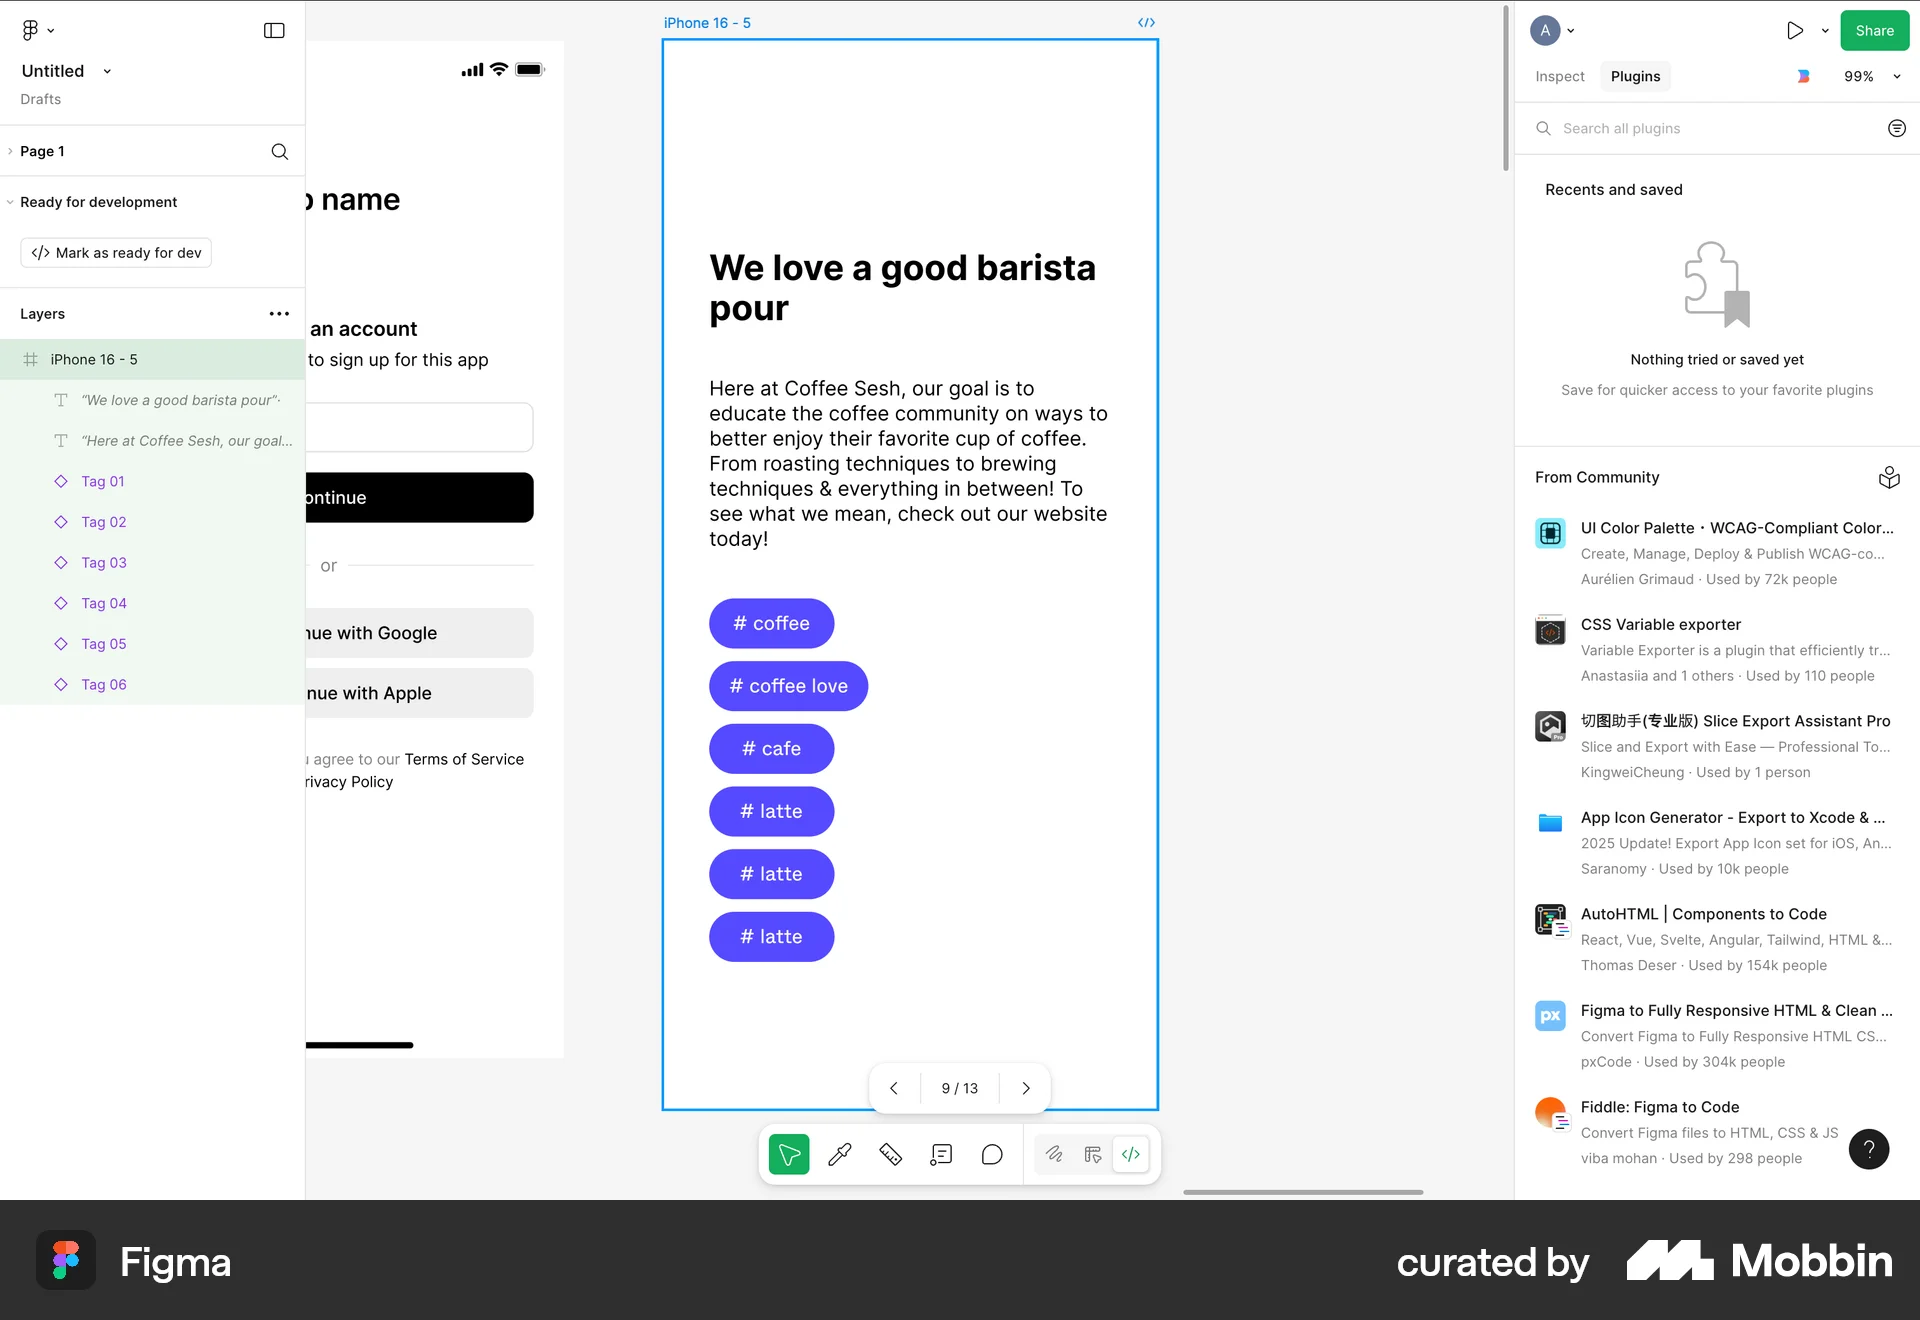 Untitled
Drafts
Page 1
Ready for development
Mark as ready for dev
Layers
iPhone 16 - 5
"We love a good barista pour"·
"Here at Coffee Sesh, our goal...
Tag 01
Tag 02
Tag 03
Tag 04
Tag 05
Tag 06
name
an account
to sign up for this app
ontinue
or
nue with Google
nue with Apple
agree to our Terms of Service
rivacy Policy
iPhone 16 - 5
We love a good barista
pour
Here at Coffee Sesh, our goal is to
educate the coffee community on ways to
better enjoy their favorite cup of coffee.
From roasting techniques to brewing
techniques & everything in between! To
see what we mean, check out our website
today!
# coffee
# coffee love
# cafe
# latte
# latte
# latte
9 / 13
A
Share
Inspect
Plugins
99%
Search all plugins
Recents and saved
Nothing tried or saved yet
Save for quicker access to your favorite plugins
From Community
UI Color Palette・WCAG-Compliant Color...
Create, Manage, Deploy & Publish WCAG-co...
Aurélien Grimaud · Used by 72k people
CSS Variable exporter
Variable Exporter is a plugin that efficiently tr...
Anastasiia and 1 others · Used by 110 people
切图助手(专业版) Slice Export Assistant Pro
Slice and Export with Ease — Professional To...
KingweiCheung · Used by 1 person
App Icon Generator - Export to Xcode & ...
2025 Update! Export App Icon set for iOS, An...
Saranomy · Used by 10k people
AutoHTML | Components to Code
React, Vue, Svelte, Angular, Tailwind, HTML &...
Thomas Deser · Used by 154k people
px
Figma to Fully Responsive HTML & Clean ...
Convert Figma to Fully Responsive HTML CS...
pxCode · Used by 304k people
Fiddle: Figma to Code
Convert Figma files to HTML, CSS & JS
viba mohan · Used by 298 people
?
Figma
curated by
Mobbin